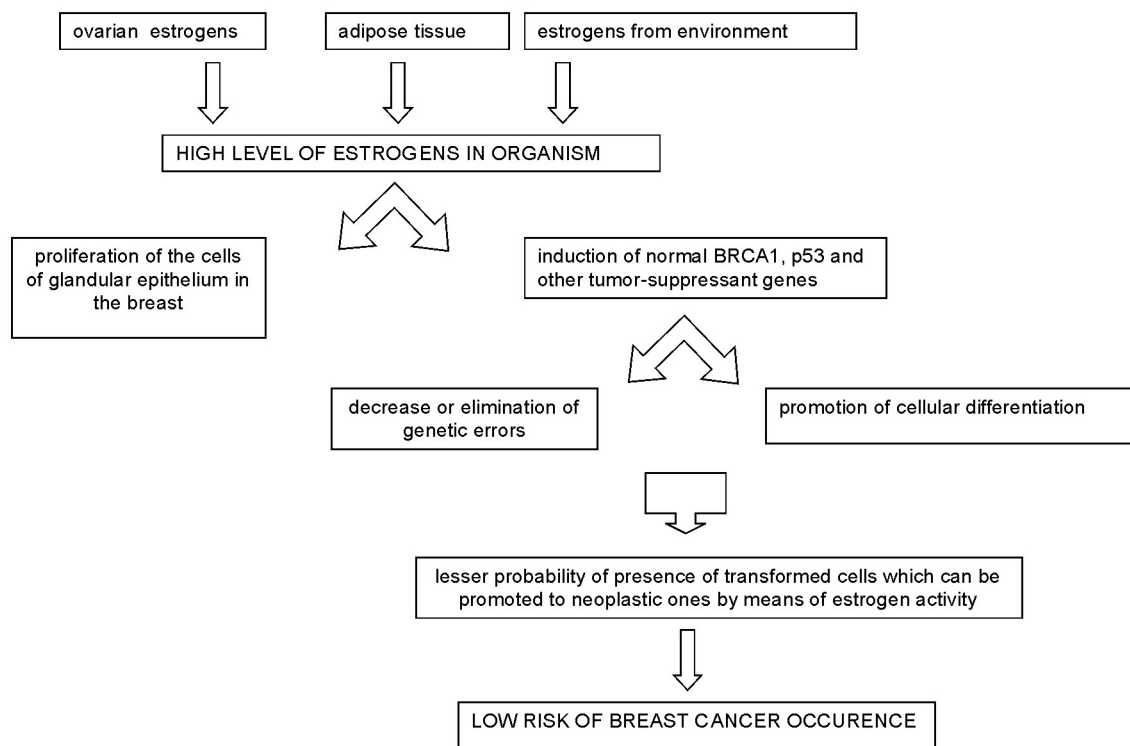 ovarian estrogens
adipose tissue
estrogens from environment
HIGH LEVEL OF ESTROGENS IN ORGANISM
proliferation of the cells
of glandular epithelium in
the breast
induction of normal BRCA1, p53 and
other tumor-suppressant genes
decrease or elimination of
genetic errors
promotion of cellular differentiation
lesser probability of presence of transformed cells which can be
promoted to neoplastic ones by means of estrogen activity
LOW RISK OF BREAST CANCER OCCURENCE